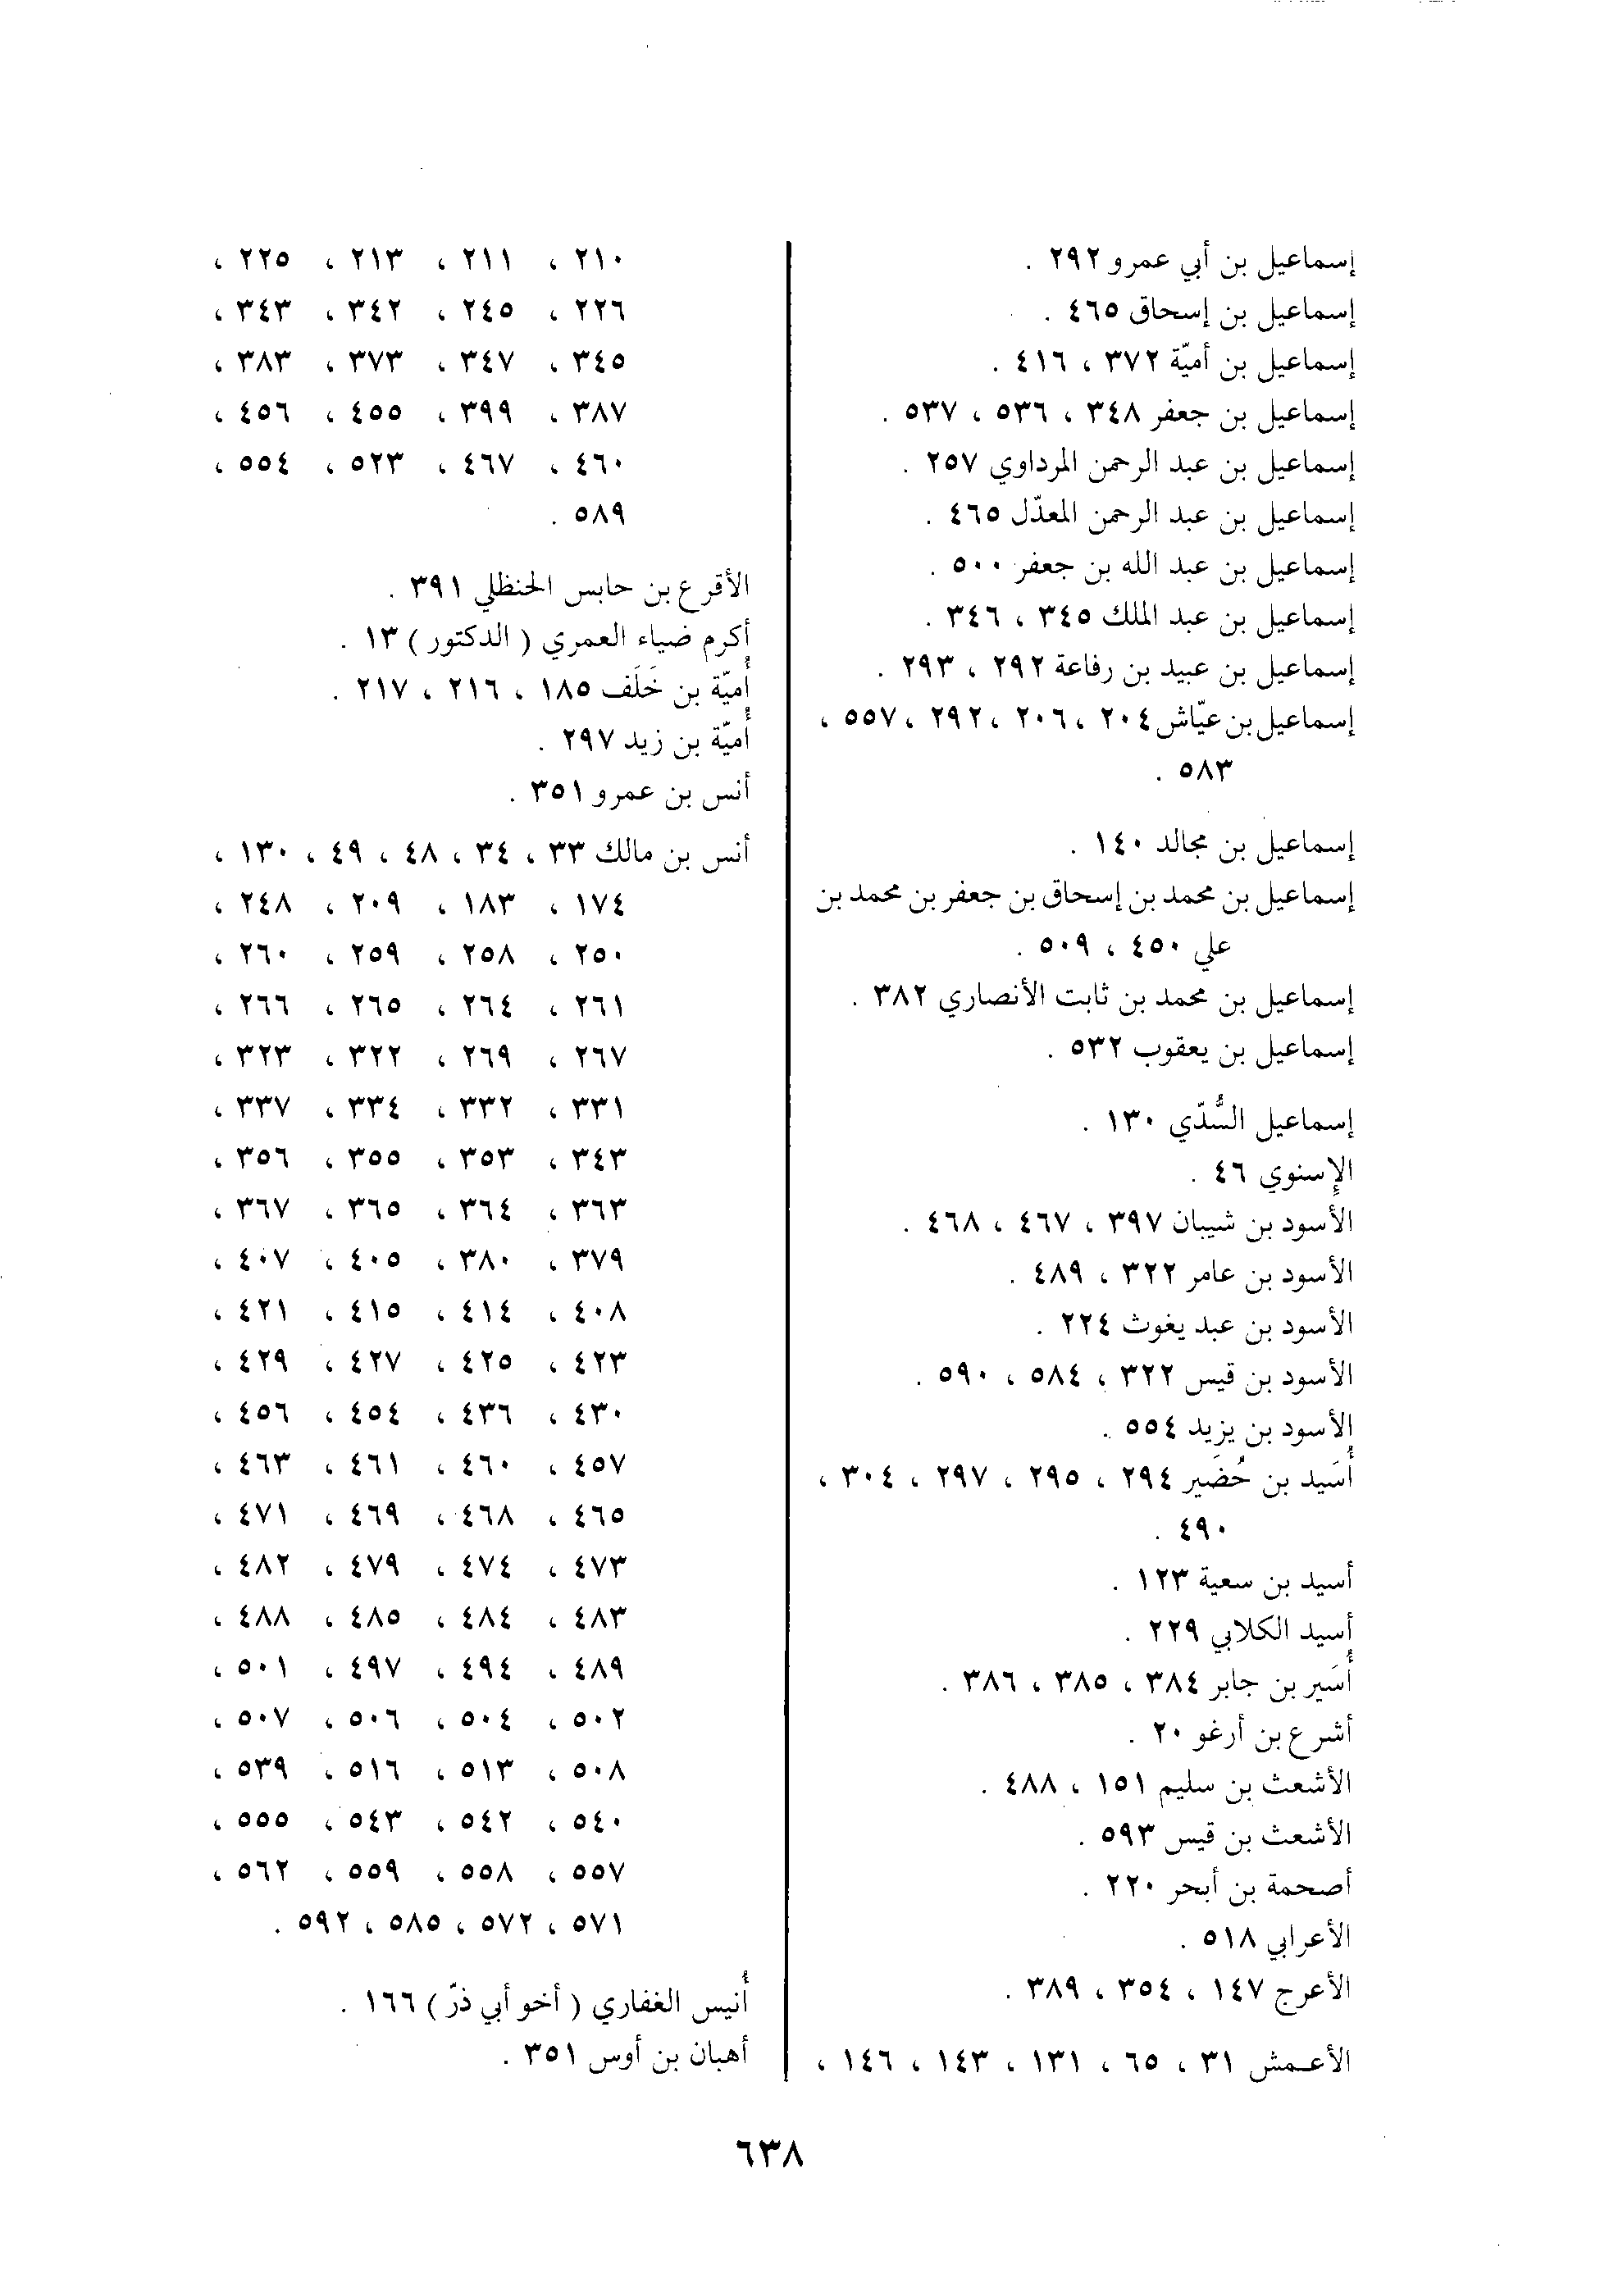 إسماعيل بن أبي عمرو ٢٩٢ .
إسماعيل بن إسحاق ٤٦٥ .
إسماعيل بن أميّة ٣٧٢ ، ٤١٦ .
إسماعيل بن جعفر ٣٤٨ ، ٥٣٦ ، ٥٣٧ .
إسماعيل بن عبد الرحمن المرداوي ٢٥٧ .
إسماعيل بن عبد الرحمن المعدّل ٤٦٥ .
إسماعيل بن عبد الله بن جعفر ٥٠٠ .
إسماعيل بن عبد الملك ٣٤٥ ، ٣٤٦ .
إسماعيل بن عبيد بن رفاعة ٢٩٢ ، ٢٩٣ .
إسماعيل بن عيّاش ٢٠٤ ، ٢٠٦ ، ٢٩٢ ، ٥٥٧ ،
٥٨٣ .
إسماعيل بن مجالد ١٤٠ .
إسماعيل بن محمد بن إسحاق بن جعفر بن محمد بن
علي ٤٥٠ ، ٥٠٩ .
إسماعيل بن محمد بن ثابت الأنصاري ٣٨٢ .
إسماعيل بن يعقوب ٥٣٢ .
إسماعيل السُّدّي ١٣٠ .
الإسنوي ٤٦ .
الأسود بن شيبان ٣٩٧ ، ٤٦٧ ، ٤٦٨ .
الأسود بن عامر ٣٢٢ ، ٤٨٩ .
الأسود بن عبد يغوث ٢٢٤ .
الأسود بن قيس ٣٢٢ ، ٥٨٤ ، ٥٩٠ .
الأسود بن يزيد ٥٥٤ .
أُسَيد بن حُضَير ٢٩٤ ، ٢٩٥ ، ٢٩٧ ، ٣٠٤ ،
٤٩٠ .
أسيد بن سعية ١٢٣ .
أسيد الكلابي ٢٢٩ .
أُسَير بن جابر ٣٨٤ ، ٣٨٥ ، ٣٨٦ .
أشرع بن أرغو ٢٠ .
الأشعث بن سليم ١٥١ ، ٤٨٨ .
الأشعث بن قيس ٥٩٣ .
أصحمة بن أبحر ٢٢٠ .
الأعرابي ٥١٨ .
الأعرج ١٤٧ ، ٣٥٤ ، ٣٨٩ .
الأعـمش ٣١ ، ٦٥ ، ١٣١ ، ١٤٣ ، ١٤٦ ،
٢١٠ ، ٢١١ ، ٢١٣ ، ٢٢٥ ،
٢٢٦ ، ٢٤٥ ، ٣٤٢ ، ٣٤٣ ،
٣٤٥ ، ٣٤٧ ، ٣٧٣ ، ٣٨٣ ،
٣٨٧ ، ٣٩٩ ، ٤٥٥ ، ٤٥٦ ،
٤٦٠ ، ٤٦٧ ، ٥٢٣ ، ٥٥٤ ،
٥٨٩ .
الأقرع بن حابس الحنظلي ٣٩١ .
أكرم ضياء العمري ( الدكتور ) ١٣ .
أُميّة بن خَلَف ١٨٥ ، ٢١٦ ، ٢١٧ .
أُميّة بن زيد ٢٩٧ .
أنس بن عمرو ٣٥١ .
أنس بن مالك ٣٣ ، ٣٤ ، ٤٨ ، ٤٩ ، ١٣٠ ،
١٧٤ ، ١٨٣ ، ٢٠٩ ، ٢٤٨ ،
٢٥٠ ، ٢٥٨ ، ٢٥٩ ، ٢٦٠ ،
٢٦١ ، ٢٦٤ ، ٢٦٥ ، ٢٦٦ ،
٢٦٧ ، ٢٦٩ ، ٣٢٢ ، ٣٢٣ ،
٣٣١ ، ٣٣٢ ، ٣٣٤ ، ٣٣٧ ،
٣٤٣ ، ٣٥٣ ، ٣٥٥ ، ٣٥٦ ،
٣٦٣ ، ٣٦٤ ، ٣٦٥ ، ٣٦٧ ،
٣٧٩ ، ٣٨٠ ، ٤٠٥ ، ٤٠٧ ،
٤٠٨ ، ٤١٤ ، ٤١٥ ، ٤٢١ ،
٤٢٣ ، ٤٢٥ ، ٤٢٧ ، ٤٢٩ ،
٤٣٠ ، ٤٣٦ ، ٤٥٤ ، ٤٥٦ ،
٤٥٧ ، ٤٦٠ ، ٤٦١ ، ٤٦٣ ،
٤٦٥ ، ٤٦٨ ، ٤٦٩ ، ٤٧١ ،
٤٧٣ ، ٤٧٤ ، ٤٧٩ ، ٤٨٢ ،
٤٨٣ ، ٤٨٤ ، ٤٨٥ ، ٤٨٨ ،
٤٨٩ ، ٤٩٤ ، ٤٩٧ ، ٥٠١ ،
٥٠٢ ، ٥٠٤ ، ٥٠٦ ، ٥٠٧ ،
٥٠٨ ، ٥١٣ ، ٥١٦ ، ٥�٩ ،
٥٤٠ ، ٥٤٢ ، ٥٤٣ ، ٥٥٥ ،
٥٥٧ ، ٥٥٨ ، ٥٥٩ ، ٥٦٢ ،
٥٧١ ، ٥٧٢ ، ٥٨٥ ، ٥٩٢ .
أُنيس الغفاري ( أخو أبي ذرّ ) ١٦٦ .
أهبان بن أوس ٣٥١ .
٦٣٨